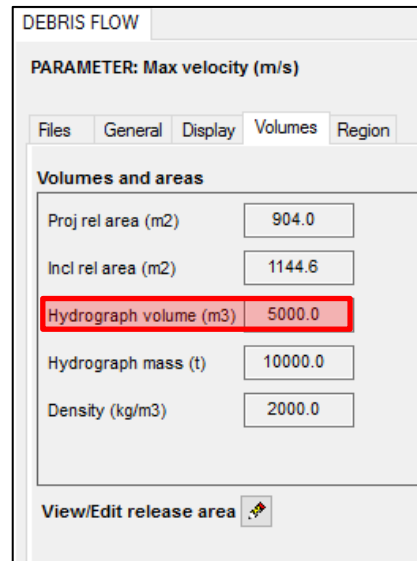 DEBRIS FLOW
PARAMETER: Max velocity (m/s)
Files General Display Volumes Region
Volumes and areas
Proj rel area (m2) 904.0
Incl rel area (m2) 1144.6
Hydrograph volume (m3) 5000.0
Hydrograph mass (t) 10000.0
Density (kg/m3) 2000.0
View/Edit release area